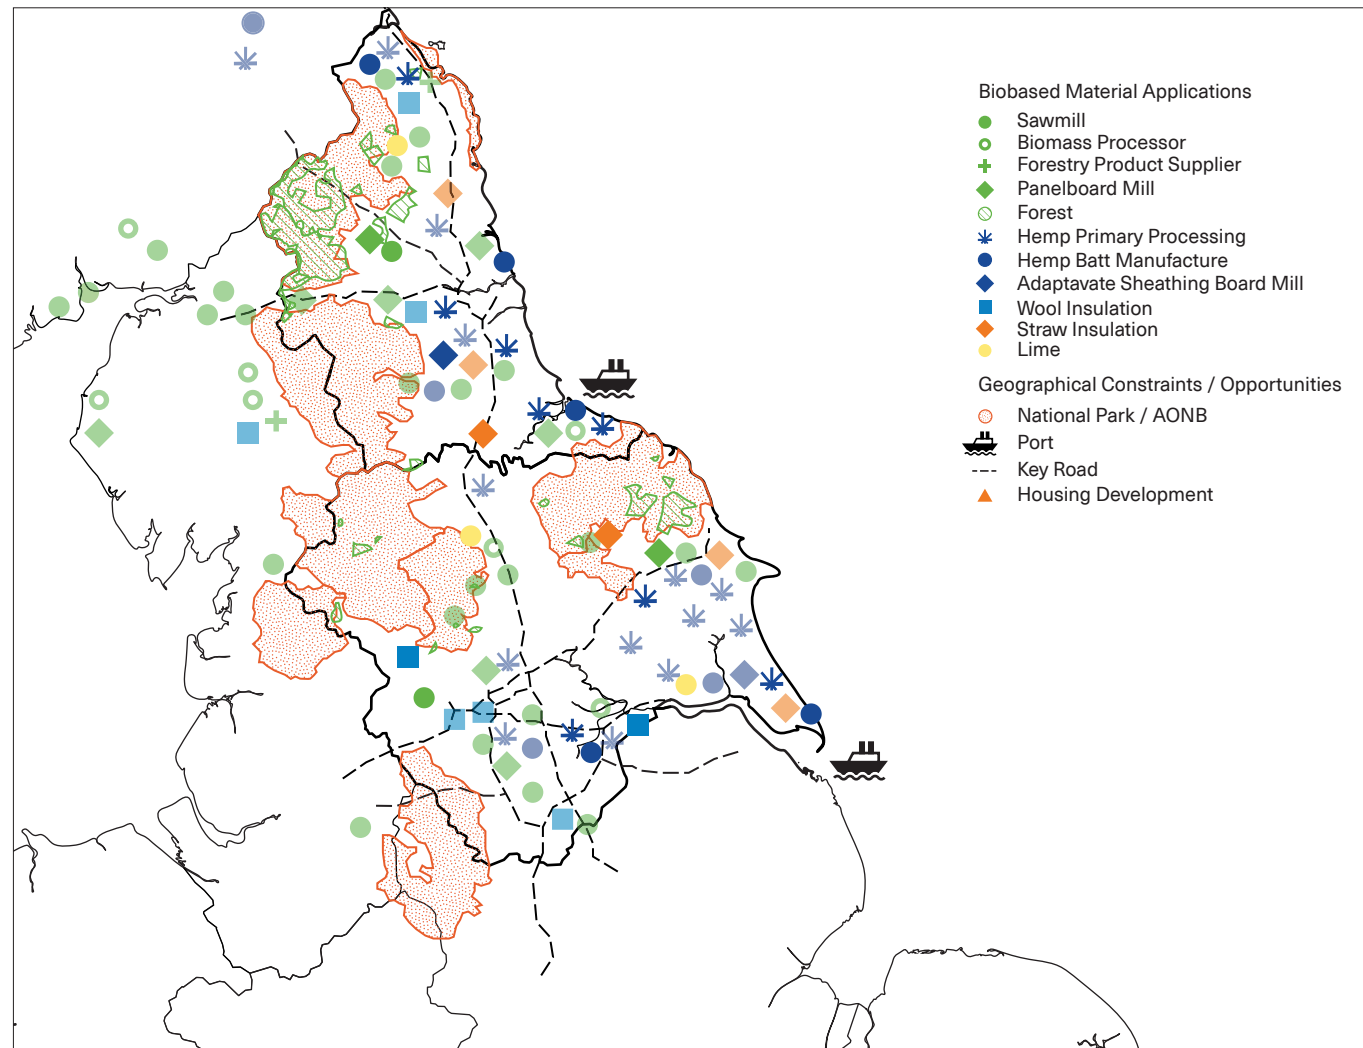 Biobased Material Applications
Sawmill
Biomass Processor
Forestry Product Supplier
Panelboard Mill
Forest
Hemp Primary Processing
Hemp Batt Manufacture
Adaptavate Sheathing Board Mill
Wool Insulation
Straw Insulation
Lime
Geographical Constraints / Opportunities
National Park / AONB
Port
Key Road
Housing Development